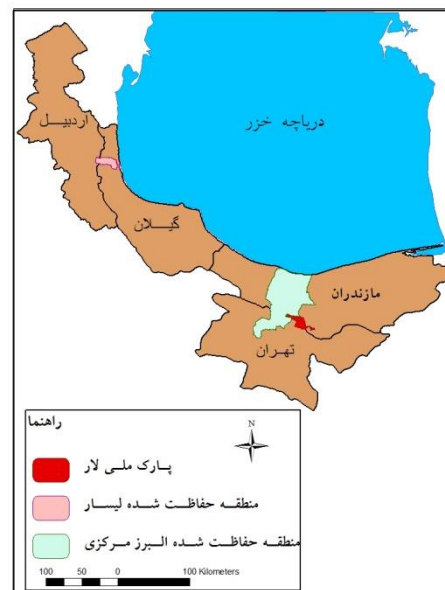 دریاچه خزر
اردبیل
گیلان
مازندران
تهران
راهنما
N
پارک ملی لار
منطقه حفاظت شده لیسار
منطقه حفاظت شده البرز مرکزی
100 50 0 100 Kilometers